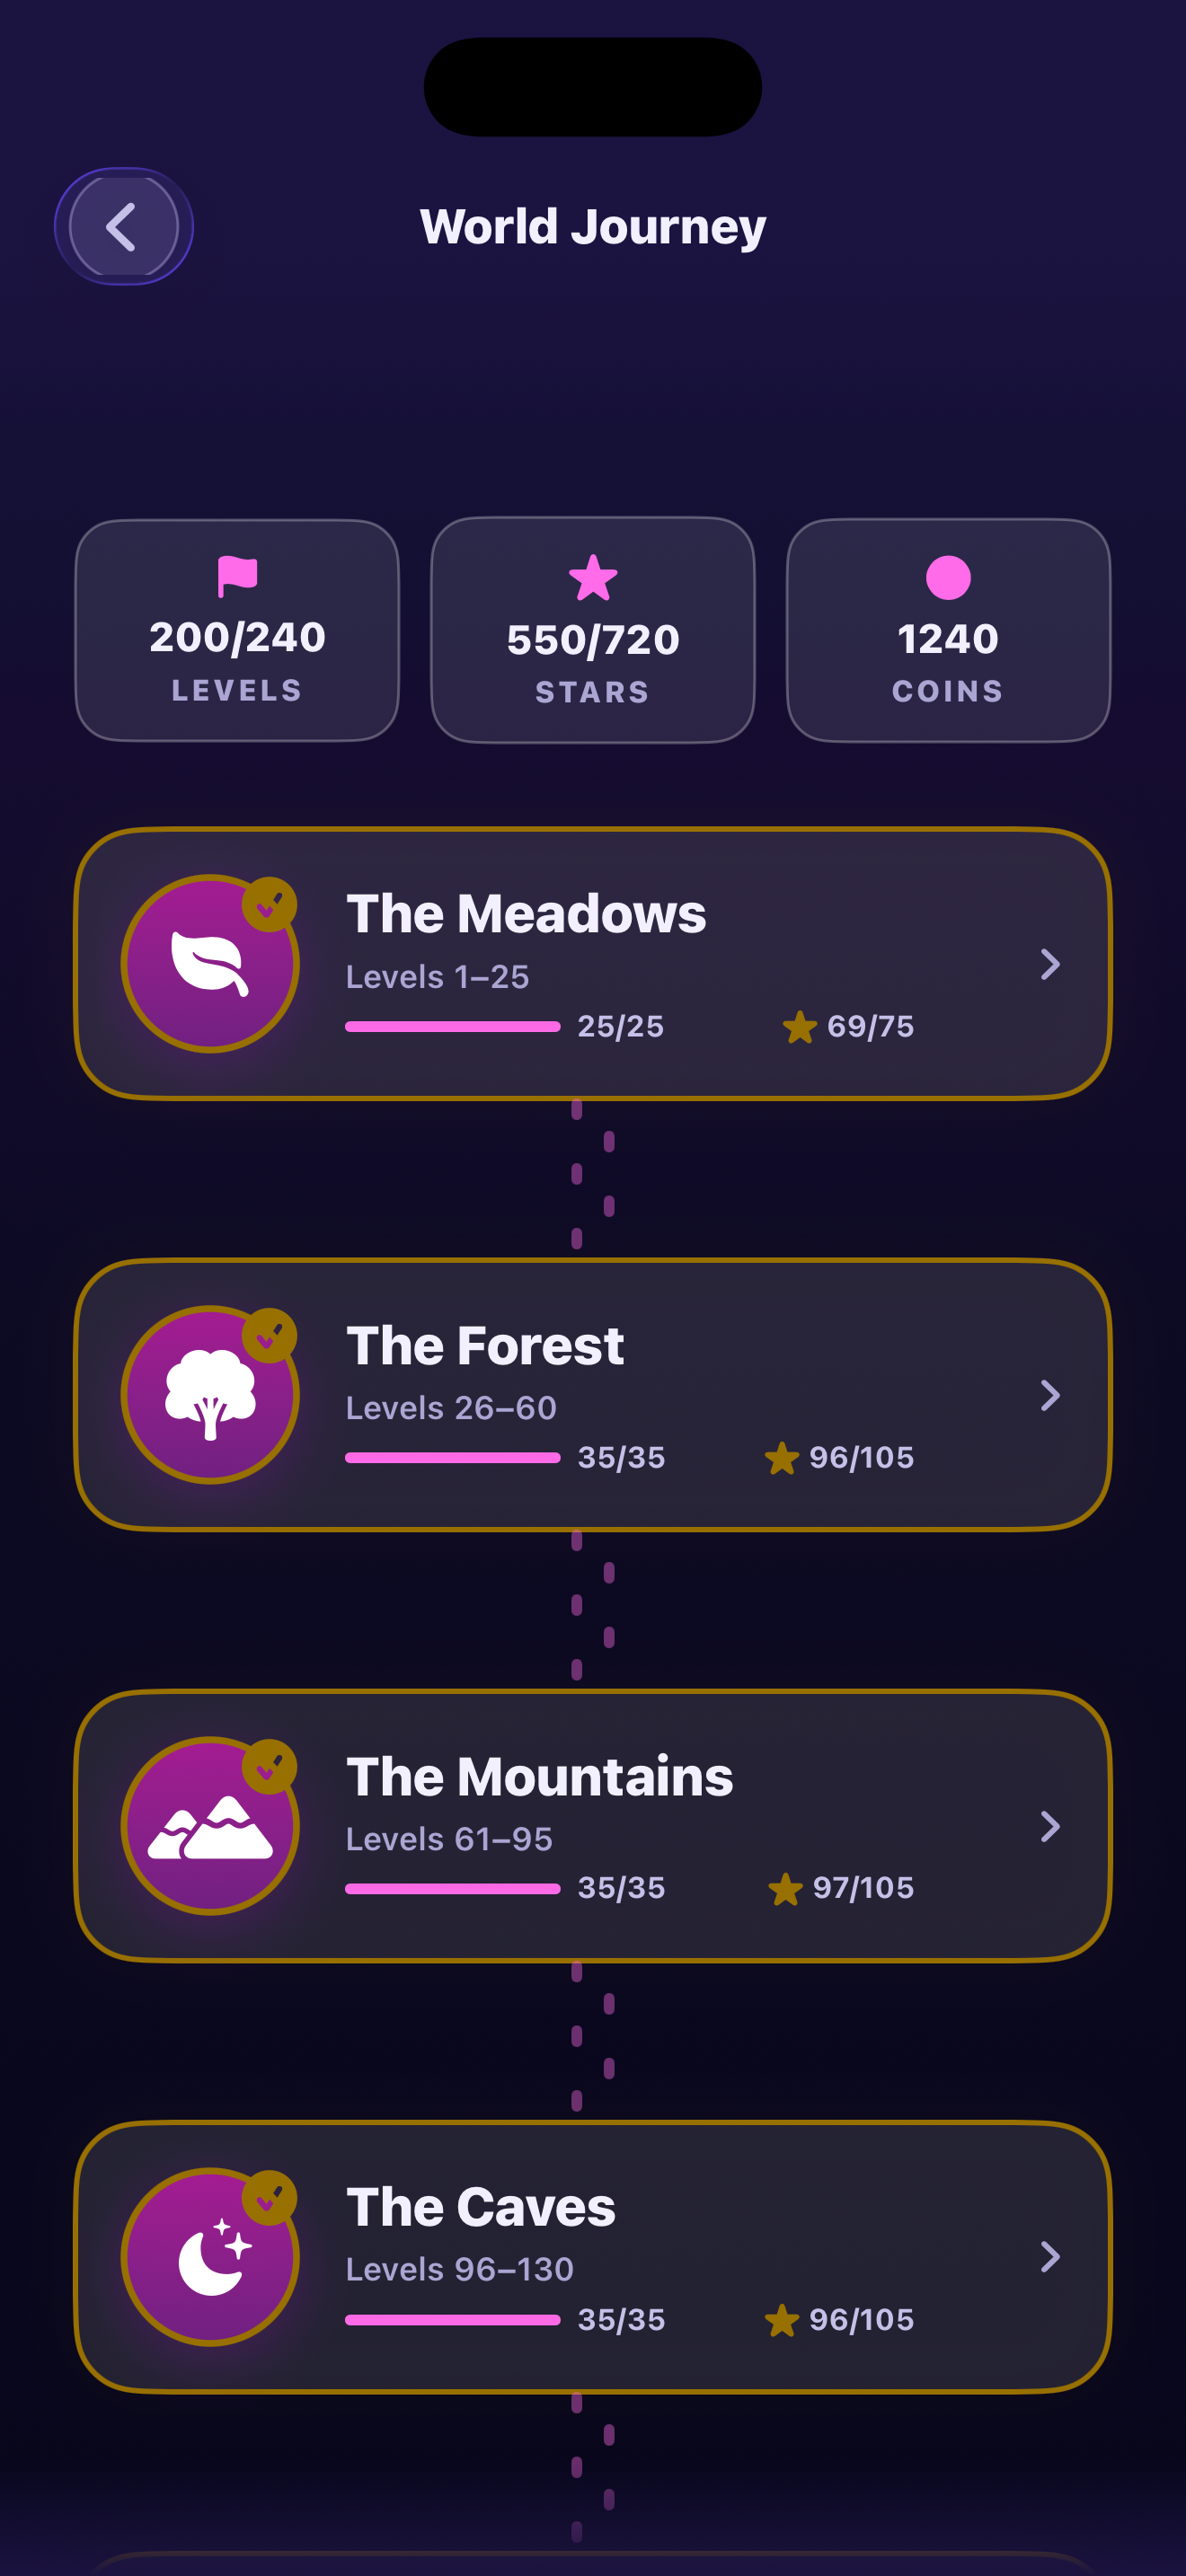 World Journey
200/240
LEVELS
550/720
STARS
1240
COINS
The Meadows
Levels 1–25
25/25 69/75
The Forest
Levels 26–60
35/35 96/105
The Mountains
Levels 61–95
35/35 97/105
The Caves
Levels 96–130
35/35 96/105